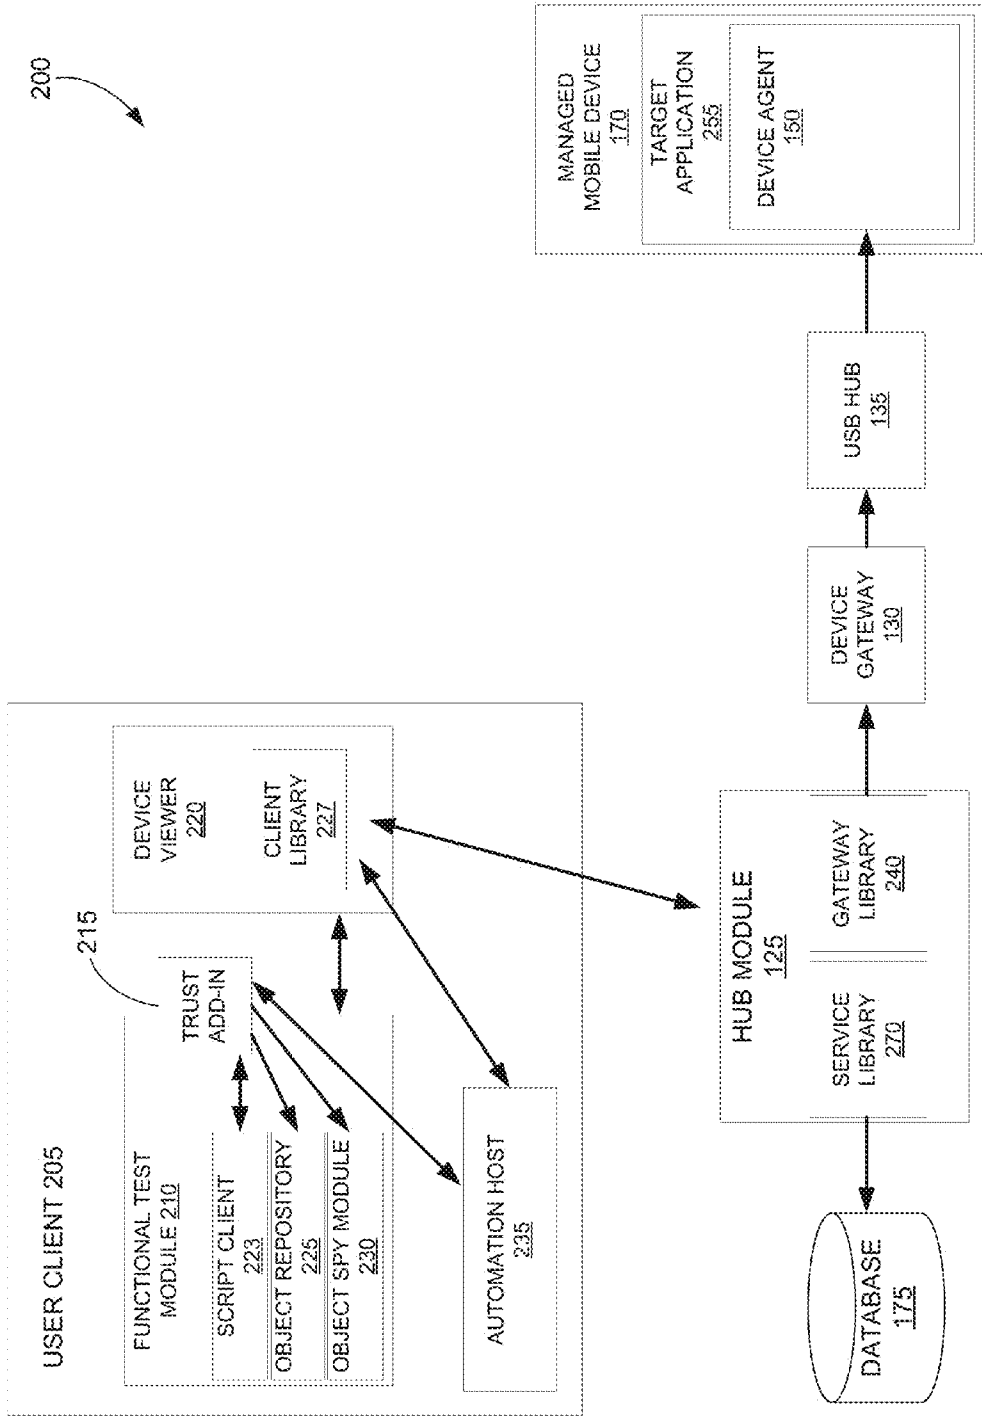 200
USER CLIENT 205
FUNCTIONAL TEST
MODULE 210
SCRIPT CLIENT
223
OBJECT REPOSITORY
225
OBJECT SPY MODULE
230
TRUST
ADD-IN
215
DEVICE
VIEWER
220
CLIENT
LIBRARY
227
AUTOMATION HOST
235
DATABASE
175
HUB MODULE
125
SERVICE
LIBRARY
270
GATEWAY
LIBRARY
240
DEVICE
GATEWAY
130
USB HUB
135
MANAGED
MOBILE DEVICE
170
TARGET
APPLICATION
255
DEVICE AGENT
150